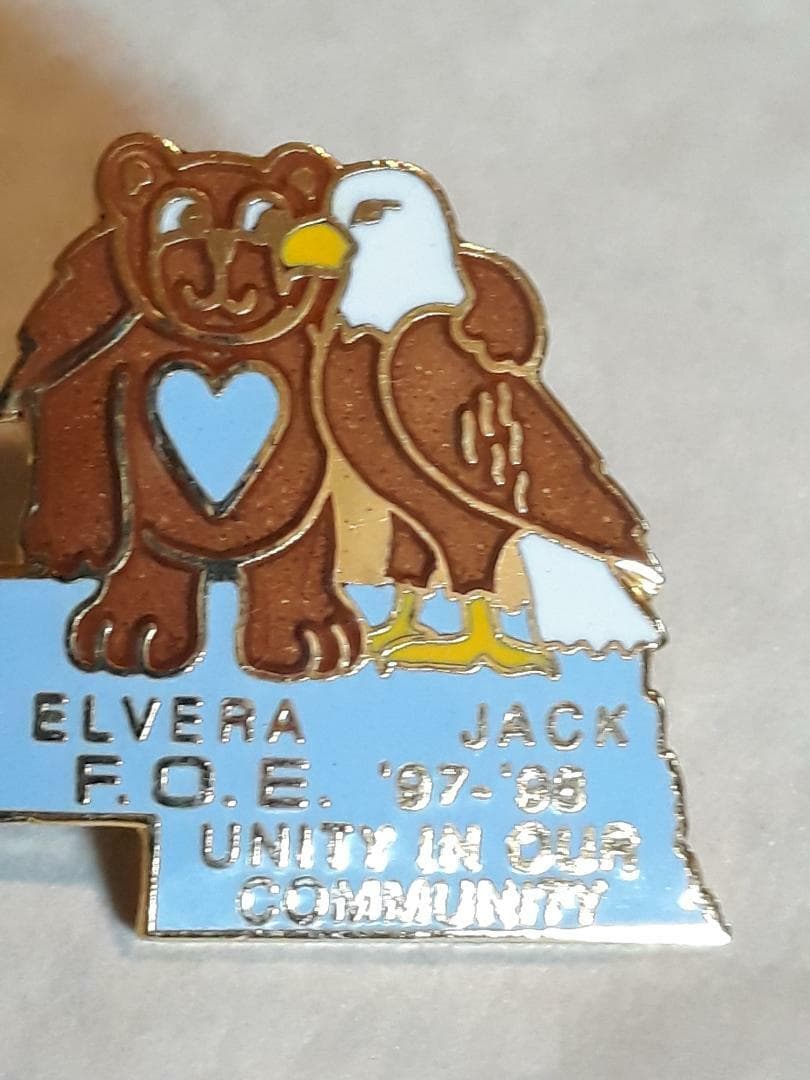 ELVERA JACK
F.O.E. '97-'98
UNITY IN OUR
COMMUNITY